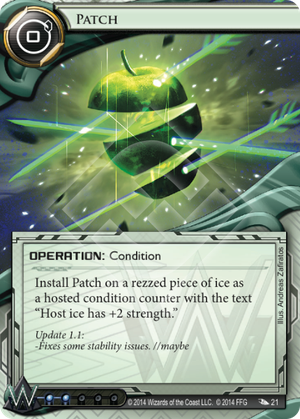 PATCH
0
OPERATION: Condition
Install Patch on a rezzed piece of ice as
a hosted condition counter with the text
“Host ice has +2 strength.”
Update 1.1:
-Fixes some stability issues. //maybe
Illus. Andreas Zafiratos
© 2014 Wizards of the Coast LLC. © 2014 FFG
21